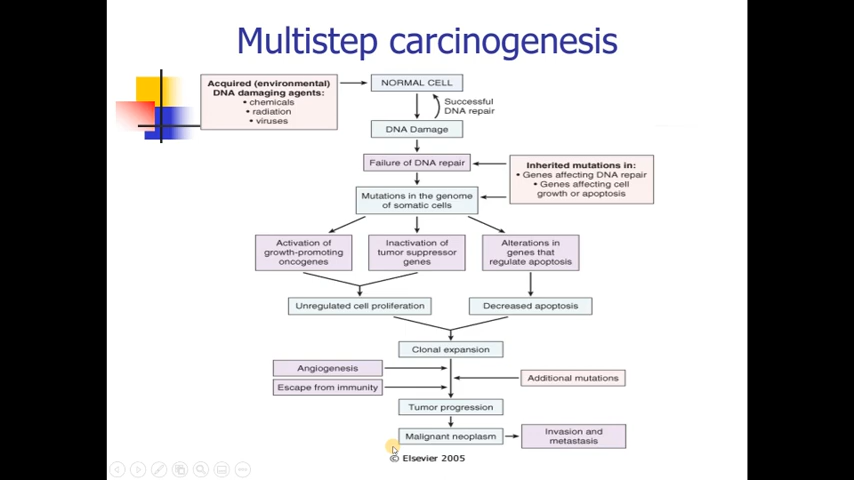 Multistep carcinogenesis
Acquired (environmental)
DNA damaging agents:
• chemicals
• radiation
• viruses
NORMAL CELL
Successful
DNA repair
DNA Damage
Failure of DNA repair
Inherited mutations in:
• Genes affecting DNA repair
• Genes affecting cell
growth or apoptosis
Mutations in the genome
of somatic cells
Activation of
growth-promoting
oncogenes
Inactivation of
tumor suppressor
genes
Alterations in
genes that
regulate apoptosis
Unregulated cell proliferation
Decreased apoptosis
Clonal expansion
Angiogenesis
Escape from immunity
Additional mutations
Tumor progression
Malignant neoplasm
Invasion and
metastasis
© Elsevier 2005